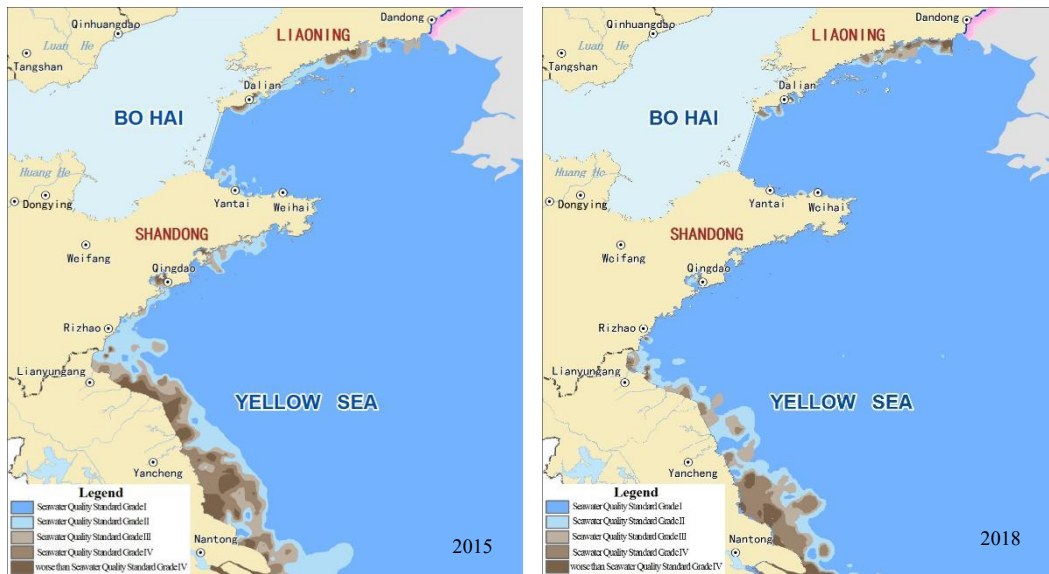 Dandong
Qinhuangdao
LIAONING
Luan He
Tangshan
Dalian
BO HAI
Huang He
Dongying
Yantai
Weihai
SHANDONG
Weifang
Qingdao
Rizhao
Lianyungang
YELLOW SEA
Yancheng
Legend
Seawater Quality Standard Grade I
Seawater Quality Standard Grade II
Seawater Quality Standard Grade III
Seawater Quality Standard Grade IV
worse than Seawater Quality Standard Grade IV
Nantong
2015
Dandong
Qinhuangdao
LIAONING
Luan He
Tangshan
Dalian
BO HAI
Huang He
Dongying
Yantai
Weihai
SHANDONG
Weifang
Qingdao
Rizhao
Lianyungang
YELLOW SEA
Yancheng
Legend
Seawater Quality Standard Grade I
Seawater Quality Standard Grade II
Seawater Quality Standard Grade III
Seawater Quality Standard Grade IV
worse than Seawater Quality Standard Grade IV
Nantong
2018